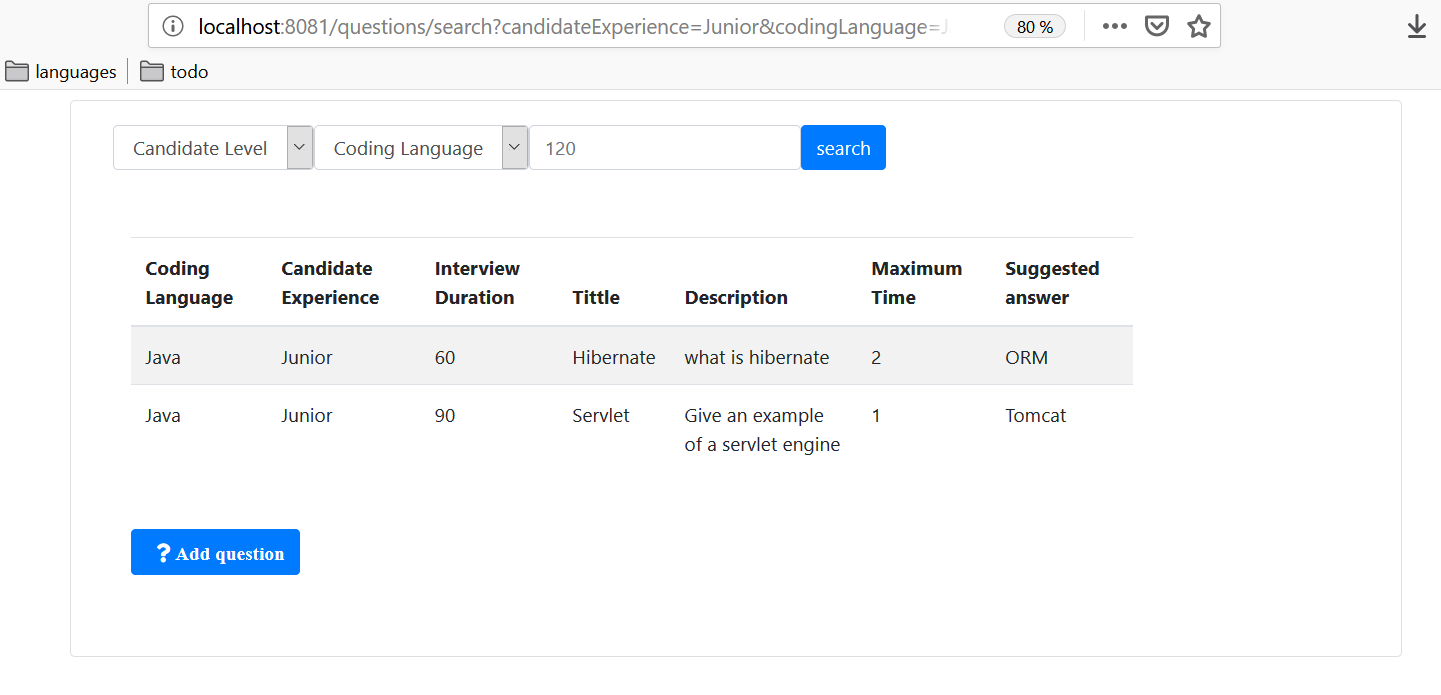 localhost:8081/questions/search?candidateExperience=Junior&codingLanguage=J
80 %
languages
todo
Candidate Level
Coding Language
120
search
Coding Language
Candidate Experience
Interview Duration
Tittle
Description
Maximum Time
Suggested answer
Java Junior 60 Hibernate what is hibernate 2 ORM
Java Junior 90 Servlet Give an example 1 Tomcat
of a servlet engine
? Add question